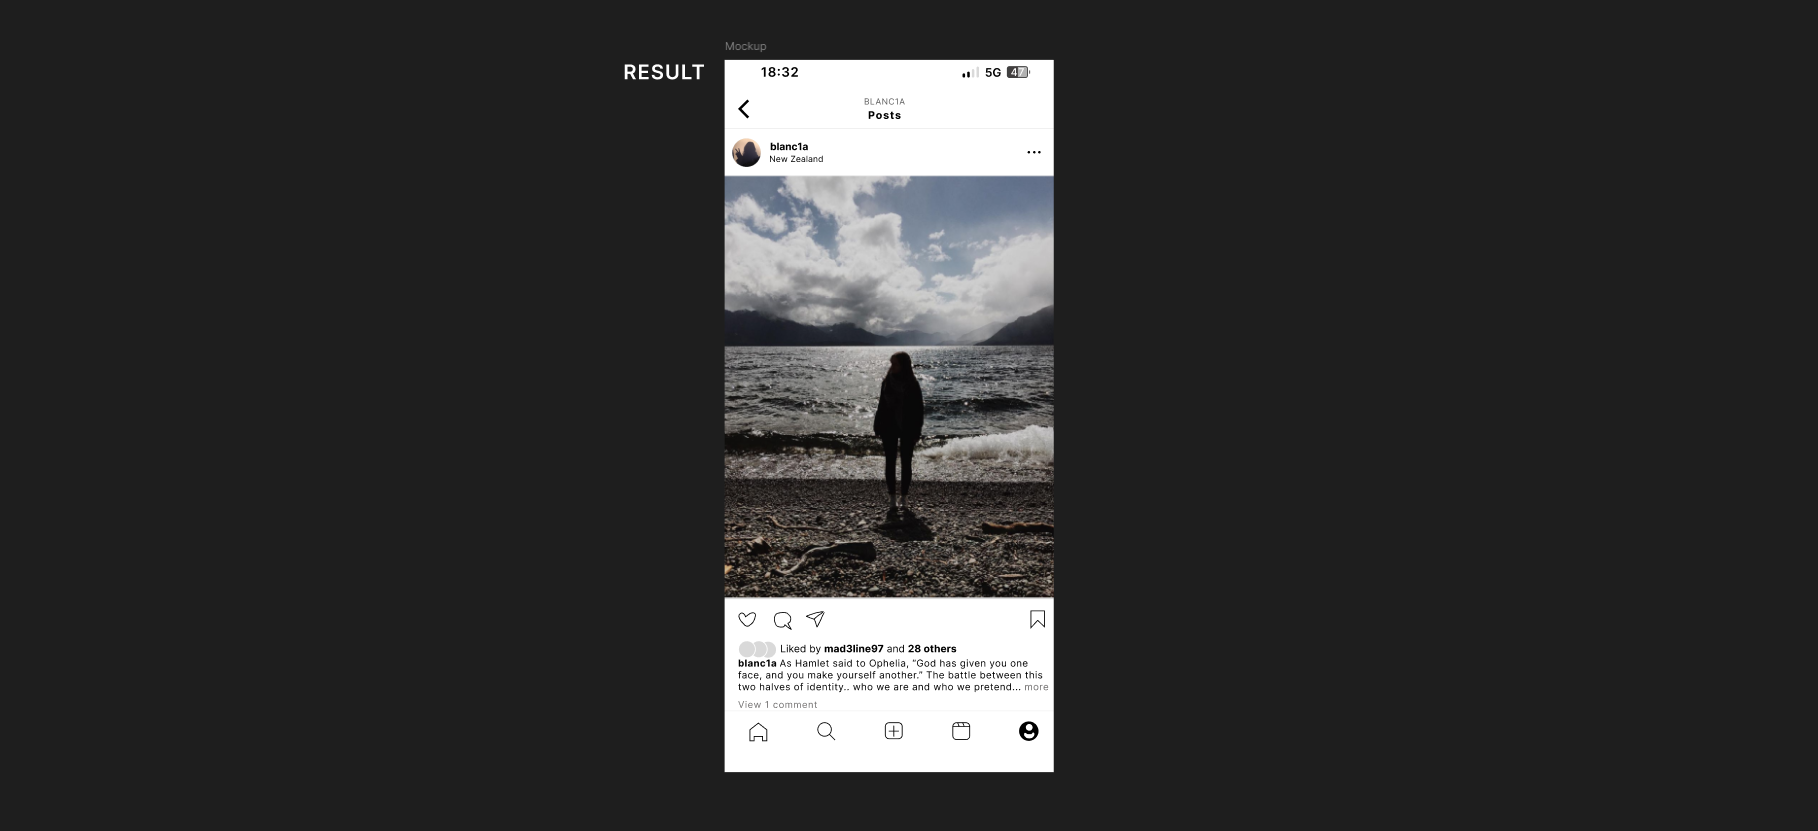 Mockup
RESULT
18:32
5G 47
BLANC1A
Posts
blanc1a
New Zealand
Liked by mad3line97 and 28 others
blanc1a As Hamlet said to Ophelia, “God has given you one
face, and you make yourself another.” The battle between this
two halves of identity.. who we are and who we pretend... more
View 1 comment